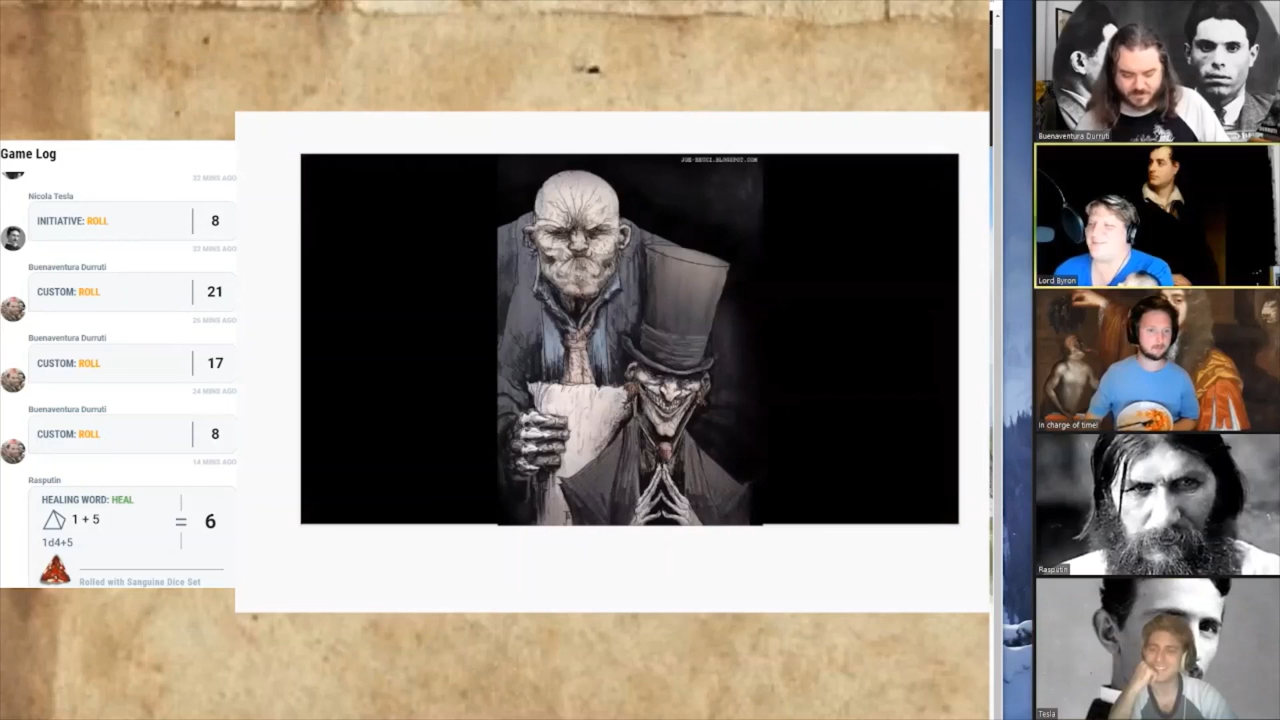 Game Log
22 MINS AGO
Nicola Tesla
INITIATIVE: ROLL
8
22 MINS AGO
Buenaventura Durruti
CUSTOM: ROLL
21
26 MINS AGO
Buenaventura Durruti
CUSTOM: ROLL
17
24 MINS AGO
Buenaventura Durruti
CUSTOM: ROLL
8
14 MINS AGO
Rasputin
HEALING WORD: HEAL
1 + 5
= 6
1d4+5
Rolled with Sanguine Dice Set
Buenaventura Durruti
Lord Byron
In charge of time!
Rasputin
Tesla